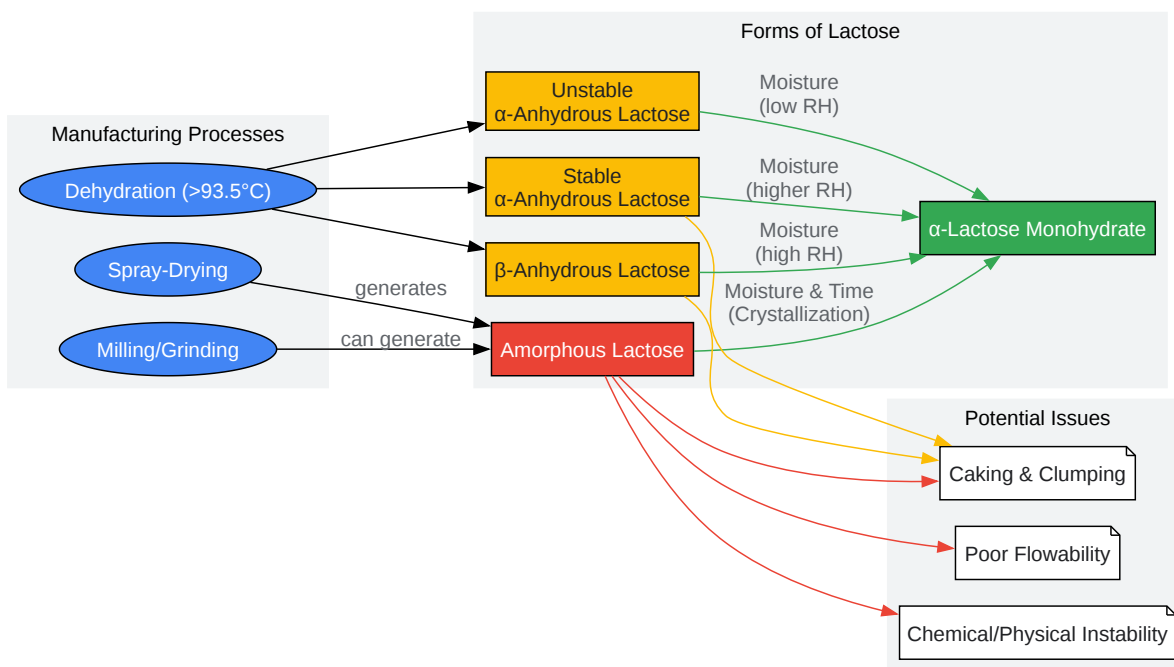 Forms of Lactose
Unstable
α-Anhydrous Lactose
Moisture
(low RH)
Manufacturing Processes
Dehydration (>93.5°C)
Stable
α-Anhydrous Lactose
Moisture
(higher RH)
α-Lactose Monohydrate
Moisture
(high RH)
Spray-Drying
β-Anhydrous Lactose
generates
Moisture & Time
(Crystallization)
Milling/Grinding
can generate
Amorphous Lactose
Potential Issues
Caking & Clumping
Poor Flowability
Chemical/Physical Instability